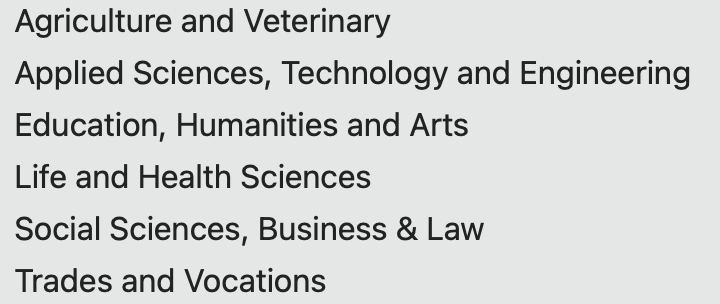 Agriculture and Veterinary
Applied Sciences, Technology and Engineering
Education, Humanities and Arts
Life and Health Sciences
Social Sciences, Business & Law
Trades and Vocations